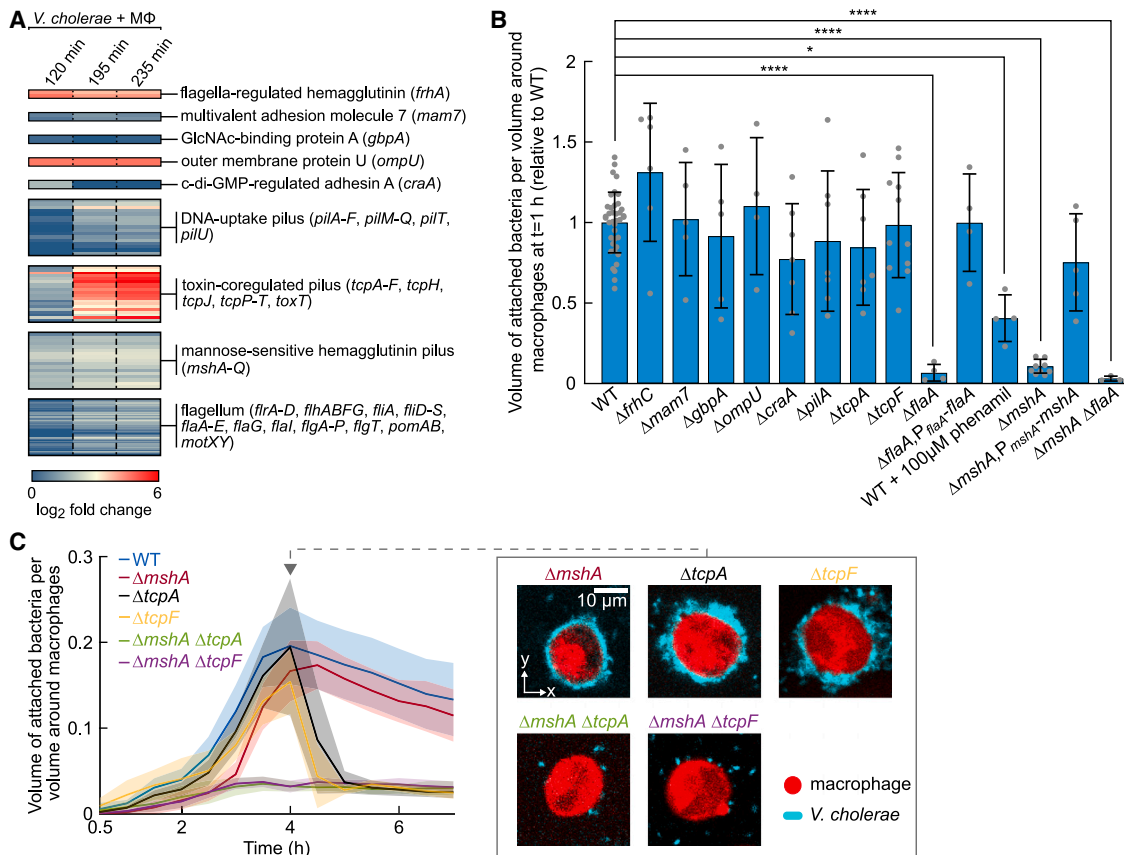 A
V. cholerae + MΦ
120 min
195 min
235 min
flagella-regulated hemagglutinin (frhA)
multivalent adhesion molecule 7 (mam7)
GlcNAc-binding protein A (gbpA)
outer membrane protein U (ompU)
c-di-GMP-regulated adhesin A (craA)
DNA-uptake pilus (pilA-F, pilM-Q, pilT,
pilU)
toxin-coregulated pilus (tcpA-F, tcpH,
tcpJ, tcpP-T, toxT)
mannose-sensitive hemagglutinin pilus
(mshA-Q)
flagellum (flrA-D, flhABFG, fliA, fliD-S,
flaA-E, flaG, flaI, flgA-P, flgT, pomAB,
motXY)
0
6
log2 fold change
B
****
****
*
****
Volume of attached bacteria per volume around
macrophages at t=1 h (relative to WT)
2
1.5
1
0.5
0
WT
ΔfrhC
Δmam7
ΔgbpA
ΔompU
ΔcraA
ΔpilA
ΔtcpA
ΔtcpF
ΔflaA
ΔflaA,PflaA-flaA
WT + 100μM phenamil
ΔmshA
ΔmshA,PmshA-mshA
ΔmshA ΔflaA
C
Volume of attached bacteria per
volume around macrophages
0.3
0.2
0.1
0
0.5
2
4
6
Time (h)
WT
ΔmshA
ΔtcpA
ΔtcpF
ΔmshA ΔtcpA
ΔmshA ΔtcpF
ΔmshA
ΔtcpA
ΔtcpF
10 μm
y
x
ΔmshA ΔtcpA
ΔmshA ΔtcpF
macrophage
V. cholerae